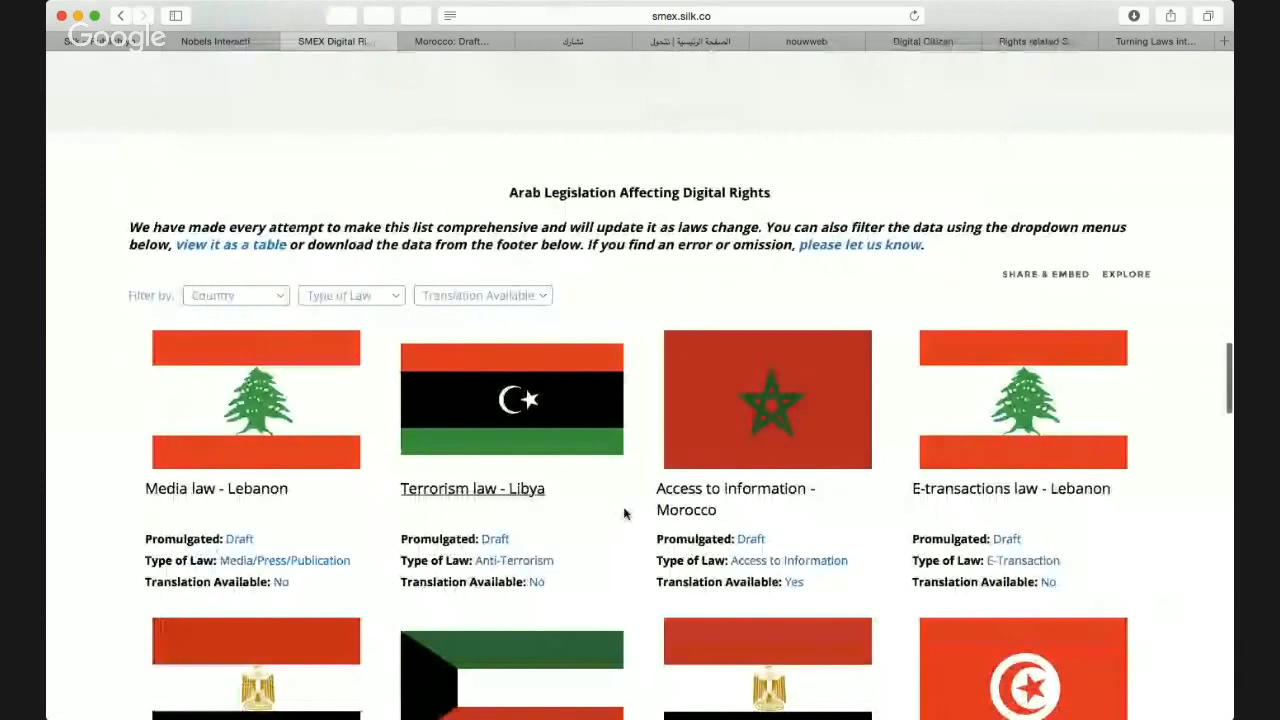 smex.silk.co
Google
Nobels Interacti
SMEX Digital Ri
Morocco: Draft...
تشارك
الصفحة الرئيسية | نتحول
nouwweb
Digital Citizan
Rights related S
Turning Laws int...
Arab Legislation Affecting Digital Rights
We have made every attempt to make this list comprehensive and will update it as laws change. You can also filter the data using the dropdown menus
below, view it as a table or download the data from the footer below. If you find an error or omission, please let us know.
SHARE & EMBED EXPLORE
Filter by: Country Type of Law Translation Available
Media law - Lebanon
Promulgated: Draft
Type of Law: Media/Press/Publication
Translation Available: No
Terrorism law - Libya
Promulgated: Draft
Type of Law: Anti-Terrorism
Translation Available: No
Access to information -
Morocco
Promulgated: Draft
Type of Law: Access to Information
Translation Available: Yes
E-transactions law - Lebanon
Promulgated: Draft
Type of Law: E-Transaction
Translation Available: No